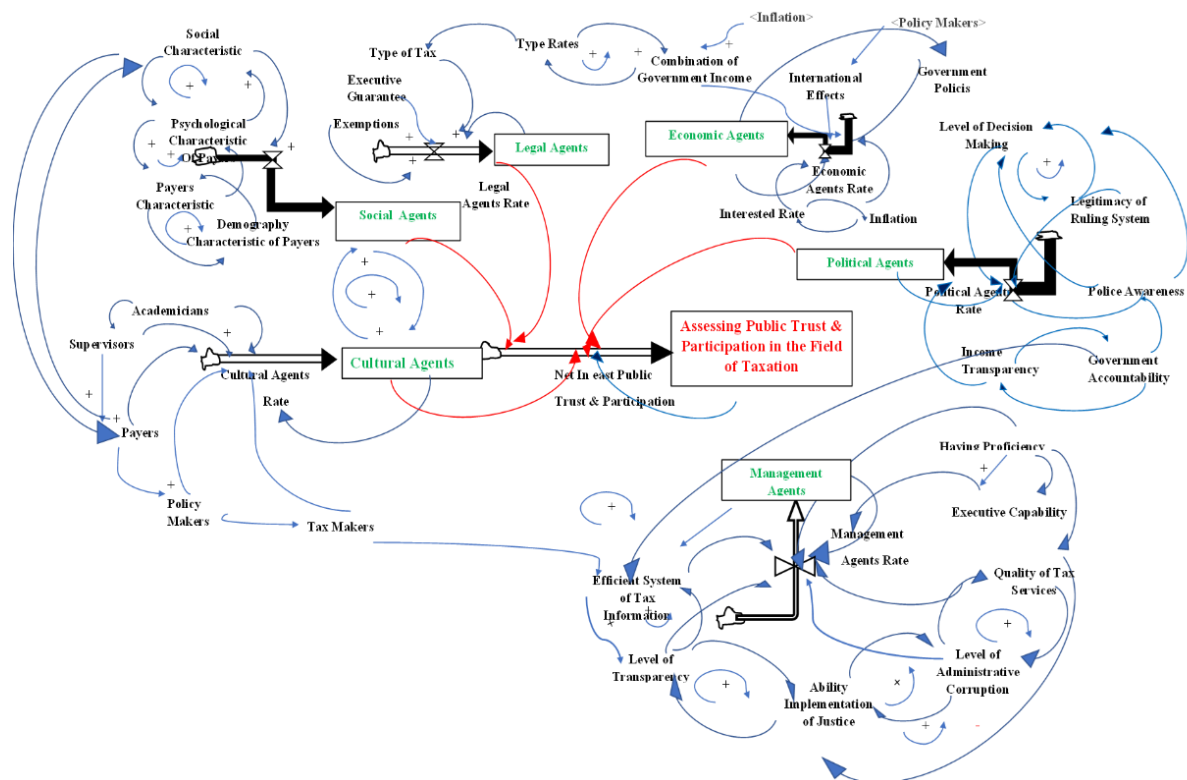 <Inflation>
<Policy Makers>
Social
Characteristic
Type of Tax
Type Rates
Combination of
Government Income
International
Effects
Government
Policis
Executive
Guarantee
Exemptions
Psychological
Characteristic
Of Payers
Legal Agents
Economic Agents
Level of Decision
Making
Payers
Characteristic
Legal
Agents Rate
Economic
Agents Rate
Interested Rate
Inflation
Legitimacy of
Ruling System
Demography
Characteristic of Payers
Social Agents
Political Agents
Political Agents
Rate
Police Awareness
Academicians
Supervisors
Cultural Agents
Rate
Cultural Agents
Net In east Public
Trust & Participation
Assessing Public Trust &
Participation in the Field
of Taxation
Income
Transparency
Government
Accountability
Payers
Policy
Makers
Tax Makers
Management
Agents
Having Proficiency
Executive Capability
Management
Agents Rate
Efficient System
of Tax
Information
Quality of Tax
Services
Level of
Transparency
Ability
Implementation
of Justice
Level of
Administrative
Corruption